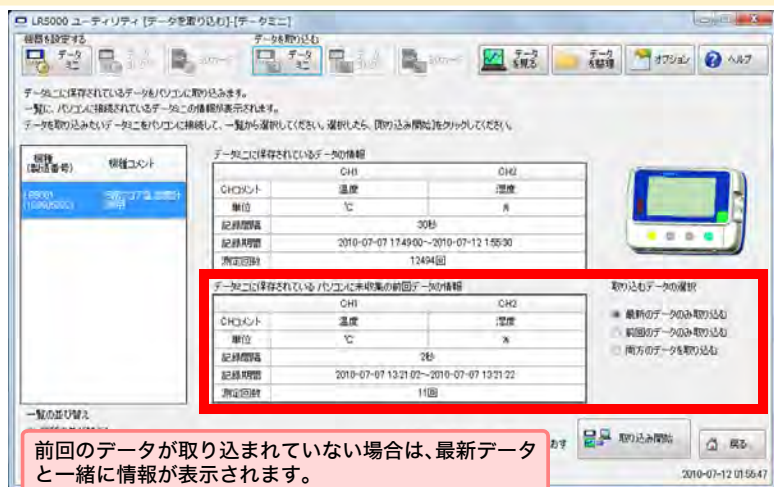 LR5000 ユーティリティ [データを取り込む]-[データミニ]
機器を設定する
データを取り込む
データミニ
データミニ
データを見る
データを整理
オプション
ヘルプ
データミニに保存されているデータをパソコンに取り込みます。
一覧に、パソコンに接続されているデータミニの情報が表示されます。
データを取り込みたいデータミニをパソコンに接続して、一覧から選択してください。選択したら、[取り込み開始]をクリックしてください。
機種(製造番号)
機種コメント
データミニに保存されているデータの情報
CH1 CH2
CHコメント 温度 湿度
単位 ℃ %
記録間隔 30秒
記録期間 2010-07-07 17:49:00~2010-07-12 1:55:30
測定回数 12494回
データミニに保存されているパソコンに未収集の前回データの情報
CH1 CH2
CHコメント 温度 湿度
単位 ℃ %
記録間隔 2秒
記録期間 2010-07-07 13:21:02~2010-07-07 13:21:22
測定回数 11回
取り込むデータの選択
最新のデータのみ取り込む
前回のデータのみ取り込む
両方のデータを取り込む
一覧の並び替え
前回のデータが取り込まれていない場合は、最新データ
と一緒に情報が表示されます。
取り込み開始
戻る
2010-07-12 01:55:47